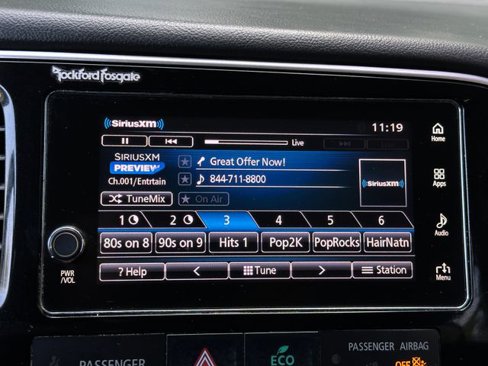 Rockford Fosgate
SiriusXM
11:19
Home
Live
SIRIUSXM
PREVIEW
Great Offer Now!
Ch.001/Entrtain
844-711-8800
SiriusXM
Apps
TuneMix
On Air
1 2 3 4 5 6
Audio
80s on 8 90s on 9 Hits 1 Pop2K PopRocks HairNatn
? Help < Tune > Station
PWR
/VOL
Menu
PASSENGER
ECO
PASSENGER AIRBAG
OFF